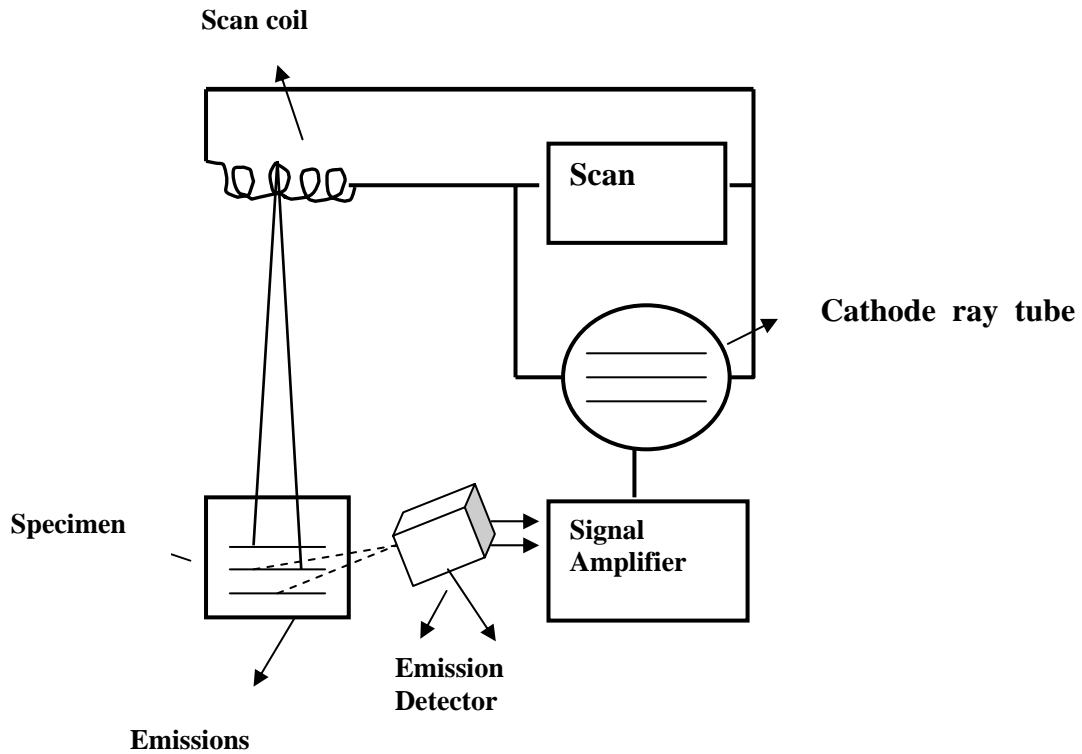 Scan coil
Scan
Cathode ray tube
Specimen
Signal
Amplifier
Emission
Detector
Emissions